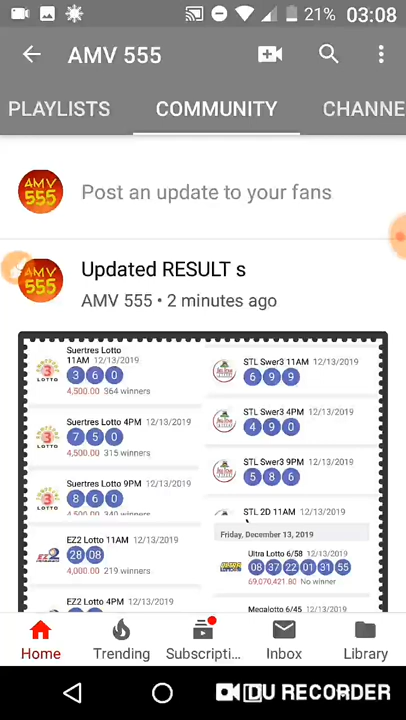 21% 03:08
AMV 555
PLAYLISTS COMMUNITY CHANNE
AMV 555
Post an update to your fans
AMV 555
Updated RESULT s
AMV 555 • 2 minutes ago
Suertres Lotto
11AM 12/13/2019
3 6 0
4,500.00 364 winners
Suertres Lotto 4PM 12/13/2019
7 5 0
4,500.00 315 winners
Suertres Lotto 9PM 12/13/2019
8 6 0
4,500.00 340 winners
EZ2 Lotto 11AM 12/13/2019
28 08
4,000.00 219 winners
EZ2 Lotto 4PM 12/13/2019
STL Swer3 11AM 12/13/2019
6 9 9
STL Swer3 4PM 12/13/2019
4 9 0
STL Swer3 9PM 12/13/2019
5 8 6
STL 2D 11AM 12/13/2019
Friday, December 13, 2019
Ultra Lotto 6/58 12/13/2019
08 37 22 01 31 55
69,070,421.80 No winner
Megalotto 6/45 12/13/2019
Home Trending Subscripti... Inbox Library
DU RECORDER